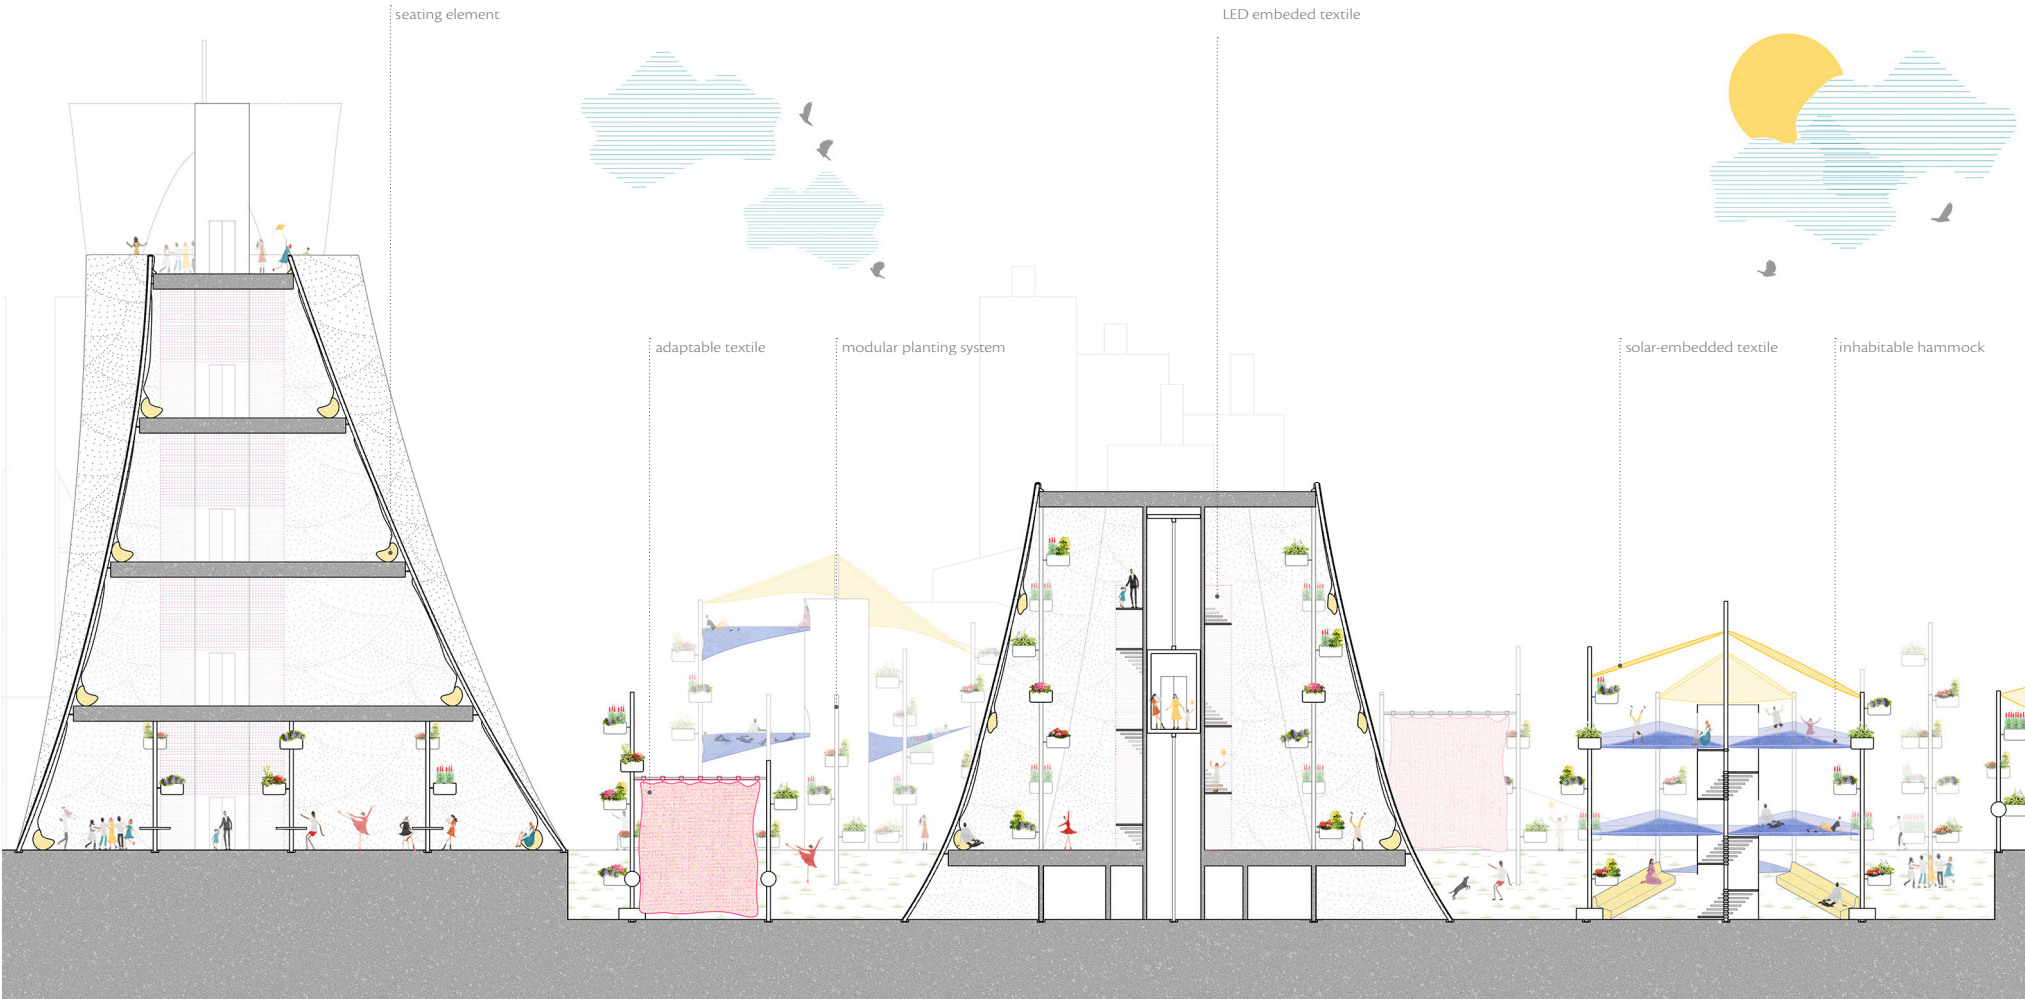 seating element
LED embeded textile
adaptable textile
modular planting system
solar-embedded textile
inhabitable hammock